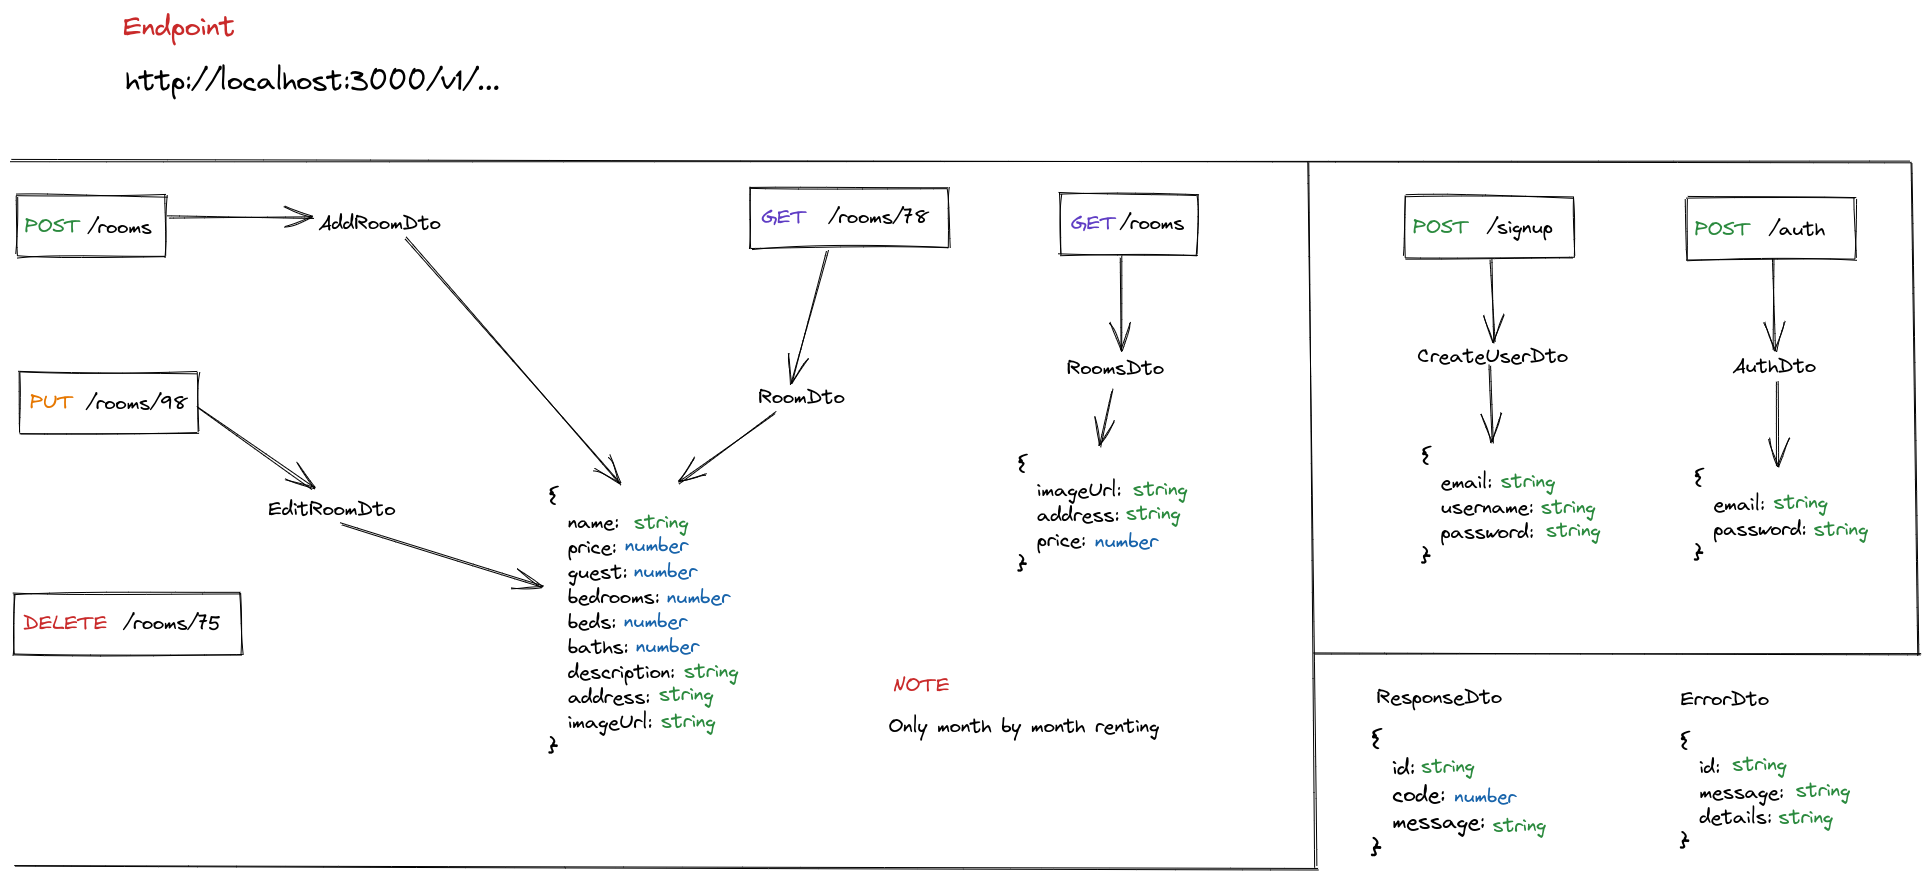 Endpoint
http://localhost:3000/v1/...
POST /rooms
AddRoomDto
GET /rooms/78
GET /rooms
POST /signup
POST /auth
PUT /rooms/98
EditRoomDto
DELETE /rooms/75
RoomDto
{
name: string
price: number
guest: number
bedrooms: number
beds: number
baths: number
description: string
address: string
imageUrl: string
}
RoomsDto
{
imageUrl: string
address: string
price: number
}
NOTE
Only month by month renting
CreateUserDto
{
email: string
username: string
password: string
}
AuthDto
{
email: string
password: string
}
ResponseDto
{
id: string
code: number
message: string
}
ErrorDto
{
id: string
message: string
details: string
}